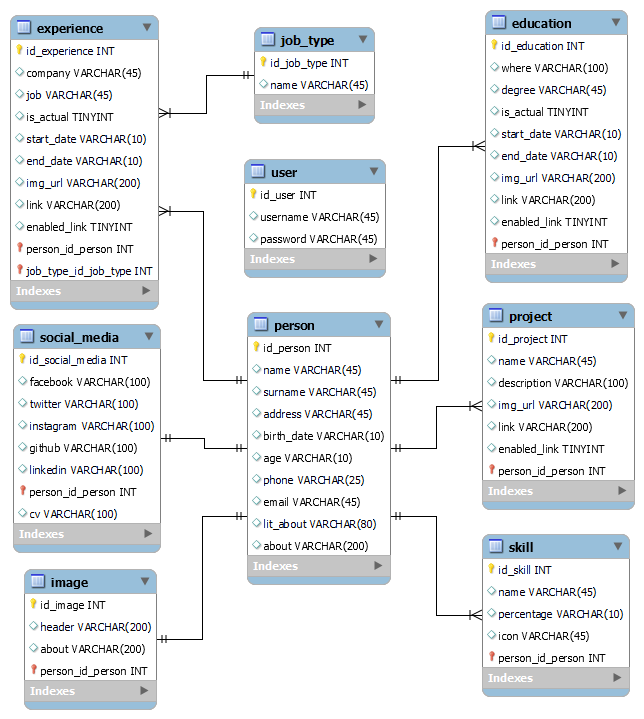 experience
id_experience INT
company VARCHAR(45)
job VARCHAR(45)
is_actual TINYINT
start_date VARCHAR(10)
end_date VARCHAR(10)
img_url VARCHAR(200)
link VARCHAR(200)
enabled_link TINYINT
person_id_person INT
job_type_id_job_type INT
Indexes
job_type
id_job_type INT
name VARCHAR(45)
Indexes
education
id_education INT
where VARCHAR(100)
degree VARCHAR(45)
is_actual TINYINT
start_date VARCHAR(10)
end_date VARCHAR(10)
img_url VARCHAR(200)
link VARCHAR(200)
enabled_link TINYINT
person_id_person INT
Indexes
user
id_user INT
username VARCHAR(45)
password VARCHAR(45)
Indexes
social_media
id_social_media INT
facebook VARCHAR(100)
twitter VARCHAR(100)
instagram VARCHAR(100)
github VARCHAR(100)
linkedin VARCHAR(100)
person_id_person INT
cv VARCHAR(100)
Indexes
person
id_person INT
name VARCHAR(45)
surname VARCHAR(45)
address VARCHAR(45)
birth_date VARCHAR(10)
age VARCHAR(10)
phone VARCHAR(25)
email VARCHAR(45)
lit_about VARCHAR(80)
about VARCHAR(200)
Indexes
project
id_project INT
name VARCHAR(45)
description VARCHAR(100)
img_url VARCHAR(200)
link VARCHAR(200)
enabled_link TINYINT
person_id_person INT
Indexes
image
id_image INT
header VARCHAR(200)
about VARCHAR(200)
person_id_person INT
Indexes
skill
id_skill INT
name VARCHAR(45)
percentage VARCHAR(10)
icon VARCHAR(45)
person_id_person INT
Indexes